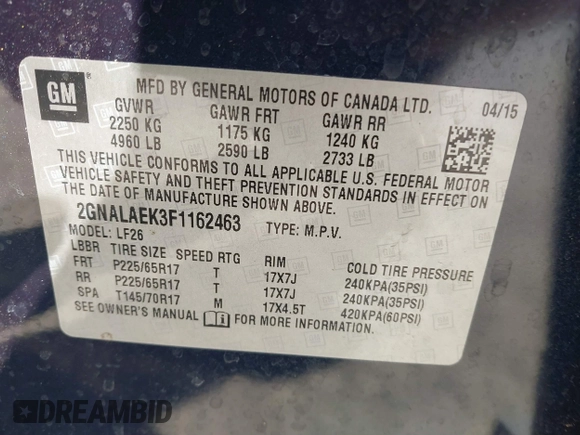 GM
MFD BY GENERAL MOTORS OF CANADA LTD.
04/15
GVWR GAWR FRT GAWR RR
2250 KG 1175 KG 1240 KG
4960 LB 2590 LB 2733 LB
THIS VEHICLE CONFORMS TO ALL APPLICABLE U.S. FEDERAL MOTOR
VEHICLE SAFETY AND THEFT PREVENTION STANDARDS IN EFFECT ON
THE DATE OF MANUFACTURE SHOWN ABOVE.
2GNALAEK3F1162463 TYPE: M.P.V.
MODEL: LF26
LBBR TIRE SIZE SPEED RTG RIM COLD TIRE PRESSURE
FRT P225/65R17 T 17X7J 240KPA(35PSI)
RR P225/65R17 T 17X7J 240KPA(35PSI)
SPA T145/70R17 M 17X4.5T 420KPA(60PSI)
SEE OWNER'S MANUAL FOR MORE INFORMATION.
DREAMBID